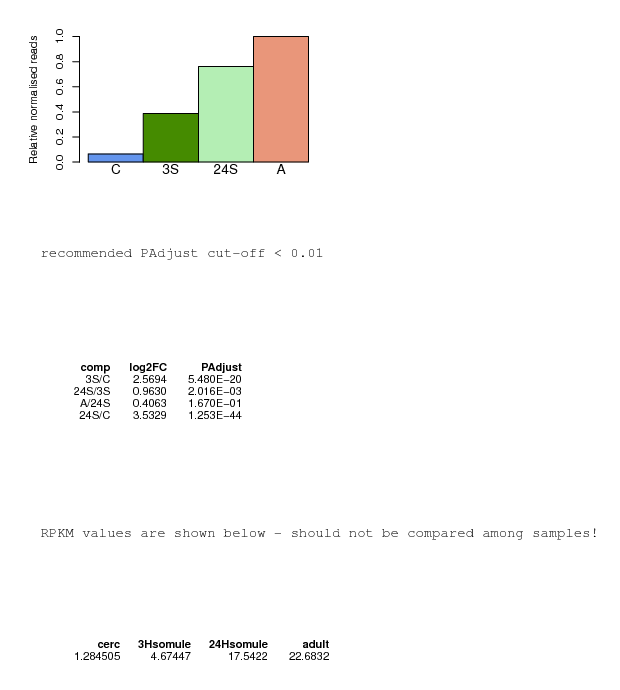 Relative normalised reads
1.0
0.8
0.6
0.4
0.2
0.0
C 3S 24S A
recommended PAdjust cut-off < 0.01
comp log2FC PAdjust
3S/C 2.5694 5.480E−20
24S/3S 0.9630 2.016E−03
A/24S 0.4063 1.670E−01
24S/C 3.5329 1.253E−44
RPKM values are shown below - should not be compared among samples!
cerc 3Hsomule 24Hsomule adult
1.284505 4.67447 17.5422 22.6832